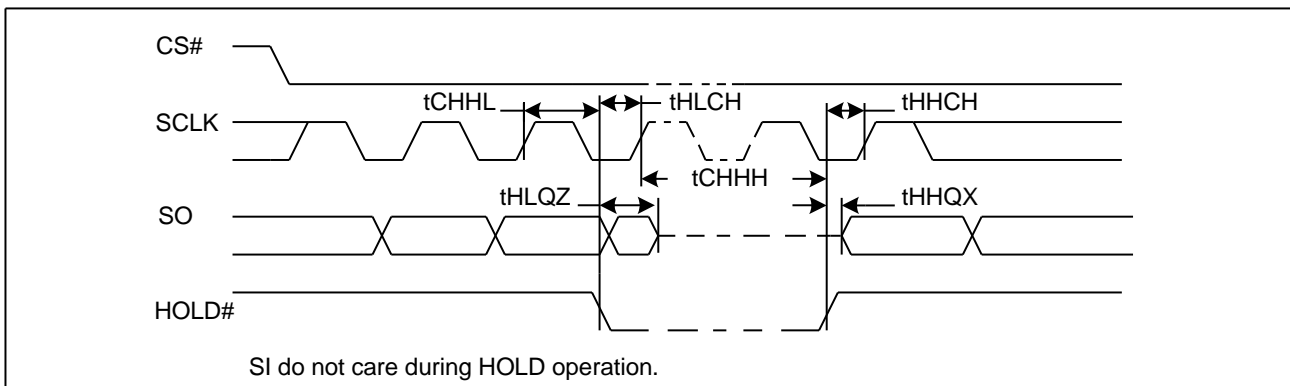 CS#
tCHHL
tHLCH
tHHCH
SCLK
tCHHH
tHLQZ
tHHQX
SO
HOLD#
SI do not care during HOLD operation.